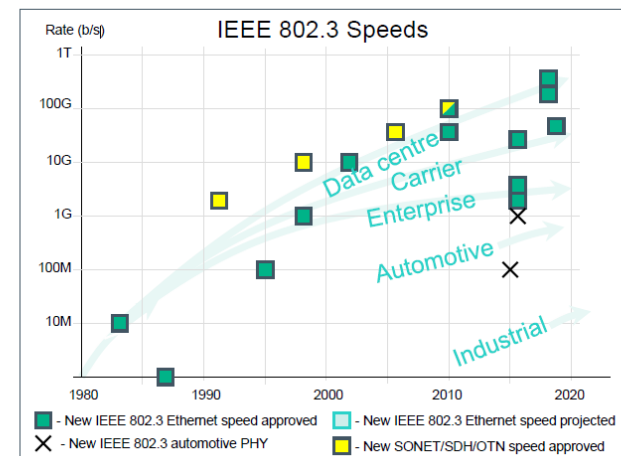 Rate (b/s)
IEEE 802.3 Speeds
1T
100G
10G
1G
100M
10M
Data centre
Carrier
Enterprise
Automotive
Industrial
1980
1990
2000
2010
2020
- New IEEE 802.3 Ethernet speed approved
- New IEEE 802.3 Ethernet speed projected
- New IEEE 802.3 automotive PHY
- New SONET/SDH/OTN speed approved